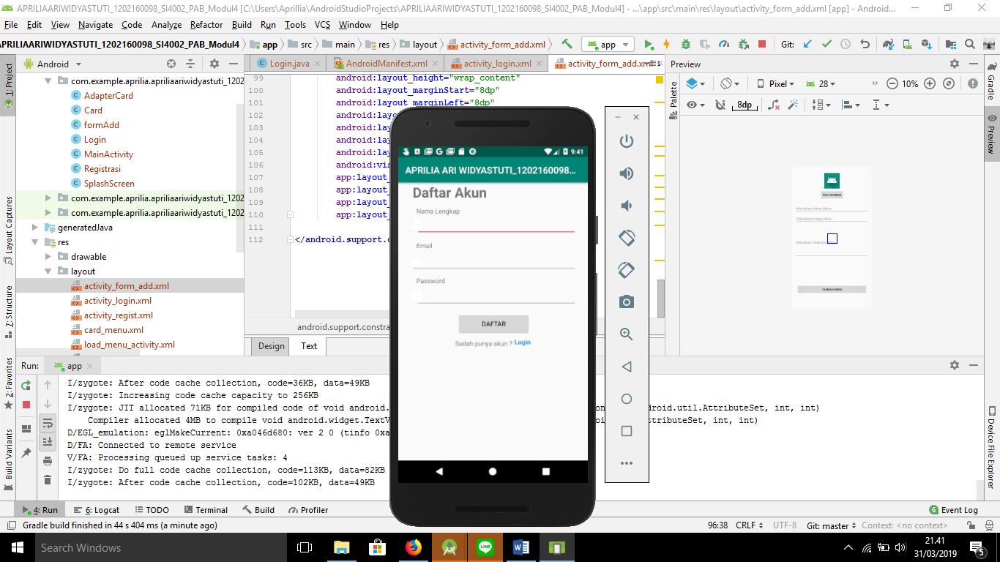 APRILIAARIWIDYASTUTI_1202160098_SI4002_PAB_Modul4 [C:\Users\Aprillia\AndroidStudioProjects\APRILIAARIWIDYASTUTI_1202160098_SI4002_PAB_Modul4] - ...\app\src\main\res\layout\activity_form_add.xml [app] - Android...
File Edit View Navigate Code Analyze Refactor Build Run Tools VCS Window Help
APRILIAARIWIDYASTUTI_1202160098_SI4002_PAB_Modul4 app src main res layout activity_form_add.xml app Git:
Android Login.java AndroidManifest.xml activity_login.xml activity_form_add.xml Preview
1: Project
Layout Captures
Z: Structure
2: Favorites
Build Variants
com.example.aprilia.apriliaariwidyastuti_1202
AdapterCard
Card
formAdd
Login
MainActivity
Registrasi
SplashScreen
com.example.aprilia.apriliaariwidyastuti_1202
com.example.aprilia.apriliaariwidyastuti_1202
generatedJava
res
drawable
layout
activity_form_add.xml
activity_login.xml
activity_regist.xml
card_menu.xml
load_menu_activity.xml
99 android:layout_height="wrap_content"
100 android:layout_marginStart="8dp"
101 android:layout_marginLeft="8dp"
102 android:layo
103 android:lay
104 android:lay
105 android:lay
106 android:vis
107 app:layout_
108 app:layout_
109 app:layout_
110 app:layout_
111
112 </android.support.c
android.support.constra
Design Text
9:41
APRILIA ARI WIDYASTUTI_1202160098...
Daftar Akun
Nama Lengkap
Email
Password
DAFTAR
Sudah punya akun ? Login
Palette
Pixel 28 10%
8dp
PILIH GAMBAR
Masukkan Nama Menu
Masukkan Harga Menu
Masukkan Deskripsi
TAMBAH MENU
Gradle
Preview
Device File Explorer
Run: app
I/zygote: After code cache collection, code=36KB, data=49KB
I/zygote: Increasing code cache capacity to 256KB
I/zygote: JIT allocated 71KB for compiled code of void android. droid.util.AttributeSet, int, int)
Compiler allocated 4MB to compile void android.widget.TextV ttributeSet, int, int)
D/EGL_emulation: eglMakeCurrent: 0xa046d680: ver 2 0 (tinfo 0xa
D/FA: Connected to remote service
V/FA: Processing queued up service tasks: 4
I/zygote: Do full code cache collection, code=113KB, data=82KB
I/zygote: After code cache collection, code=102KB, data=49KB
4: Run 6: Logcat TODO Terminal Build Profiler 6 Event Log
Gradle build finished in 44 s 404 ms (a minute ago) 96:38 CRLF UTF-8 Git: master Context: <no context>
Search Windows LINE 21.41
31/03/2019 5